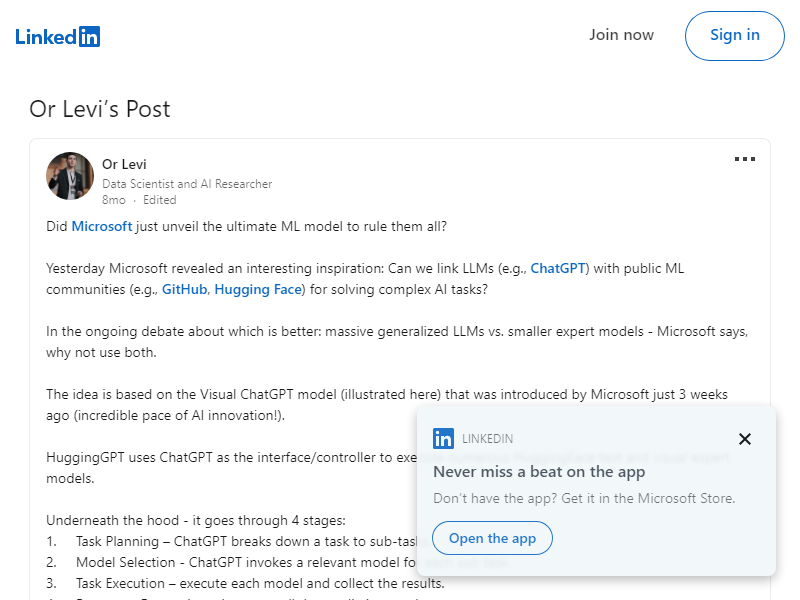 LinkedIn
Join now
Sign in
Or Levi's Post
Or Levi
Data Scientist and AI Researcher
8mo · Edited
Did Microsoft just unveil the ultimate ML model to rule them all?
Yesterday Microsoft revealed an interesting inspiration: Can we link LLMs (e.g., ChatGPT) with public ML
communities (e.g., GitHub, Hugging Face) for solving complex AI tasks?
In the ongoing debate about which is better: massive generalized LLMs vs. smaller expert models - Microsoft says,
why not use both.
The idea is based on the Visual ChatGPT model (illustrated here) that was introduced by Microsoft just 3 weeks
ago (incredible pace of AI innovation!).
HuggingGPT uses ChatGPT as the interface/controller to
models.
Underneath the hood - it goes through 4 stages:
1. Task Planning – ChatGPT breaks down a task to
2. Model Selection - ChatGPT invokes a relevant model
3. Task Execution – execute each model and collect the results.
in LINKEDIN
Never miss a beat on the app
Don't have the app? Get it in the Microsoft Store.
Open the app